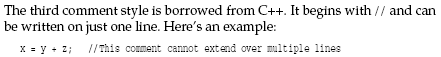 The third comment style is borrowed from C++. It begins with // and can
be written on just one line. Here's an example:
x = y + z;   //This comment cannot extend over multiple lines